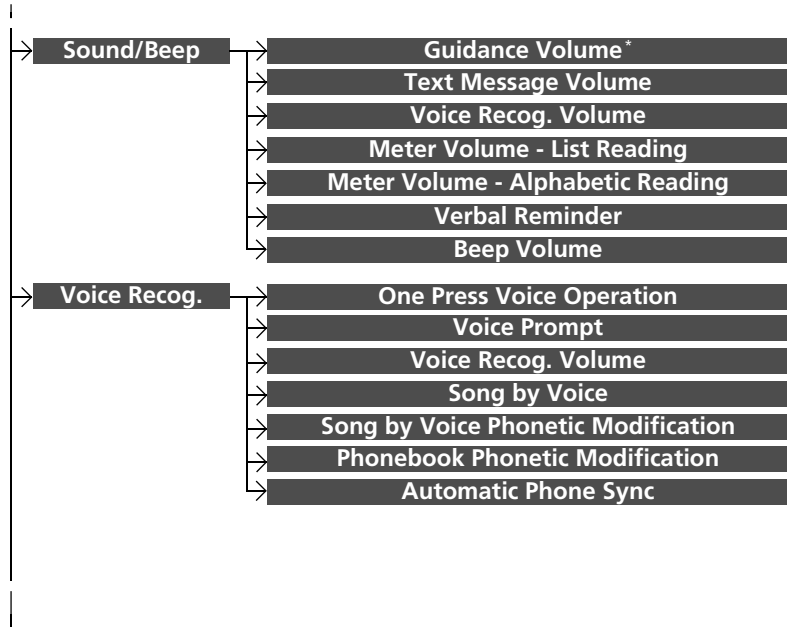 Sound/Beep
Guidance Volume*
Text Message Volume
Voice Recog. Volume
Meter Volume - List Reading
Meter Volume - Alphabetic Reading
Verbal Reminder
Beep Volume
Voice Recog.
One Press Voice Operation
Voice Prompt
Voice Recog. Volume
Song by Voice
Song by Voice Phonetic Modification
Phonebook Phonetic Modification
Automatic Phone Sync